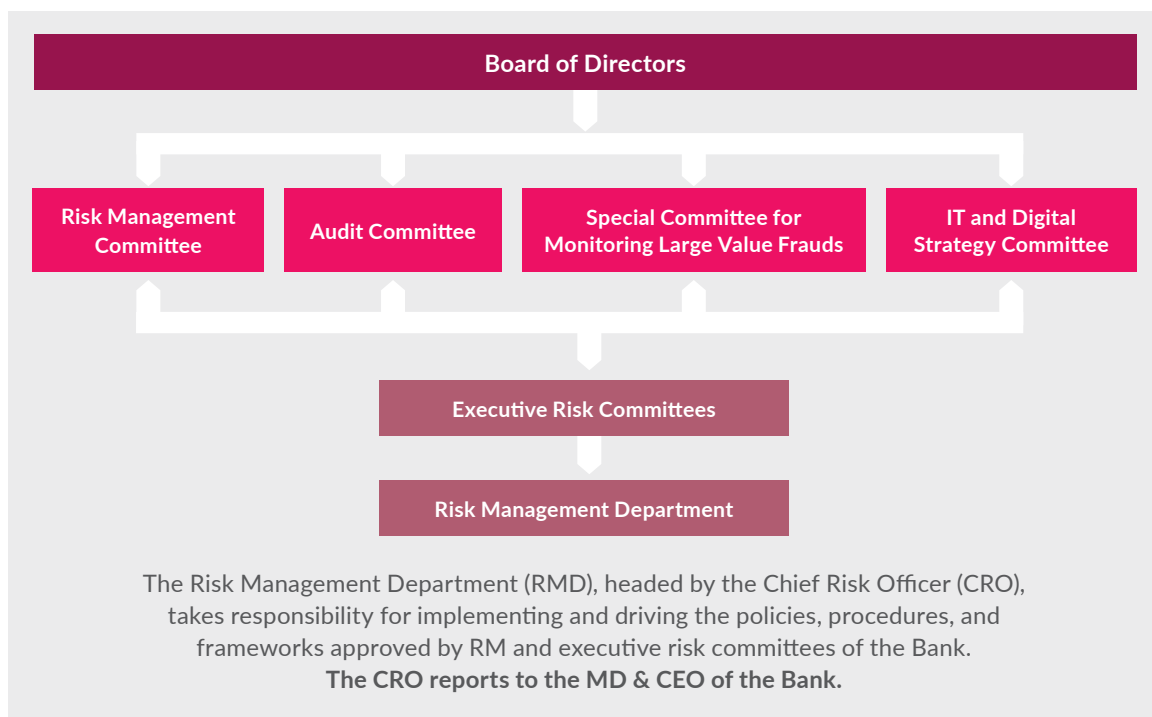 Board of Directors
Risk Management
Committee
Audit Committee
Special Committee for
Monitoring Large Value Frauds
IT and Digital
Strategy Committee
Executive Risk Committees
Risk Management Department
The Risk Management Department (RMD), headed by the Chief Risk Officer (CRO),
takes responsibility for implementing and driving the policies, procedures, and
frameworks approved by RM and executive risk committees of the Bank.
The CRO reports to the MD & CEO of the Bank.